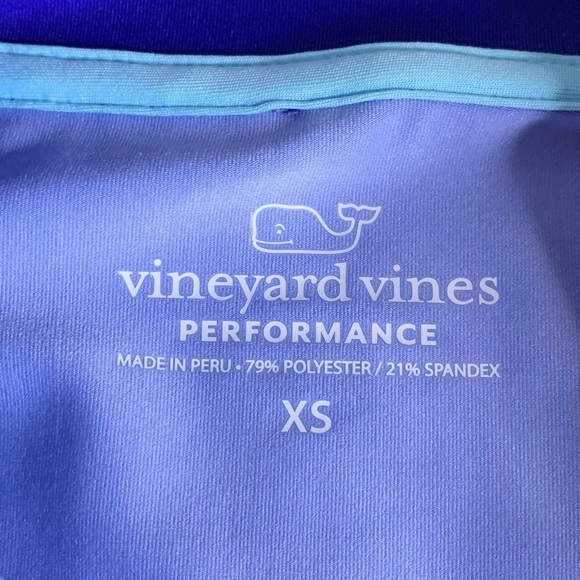 vineyard vines
PERFORMANCE
MADE IN PERU • 79% POLYESTER / 21% SPANDEX
XS